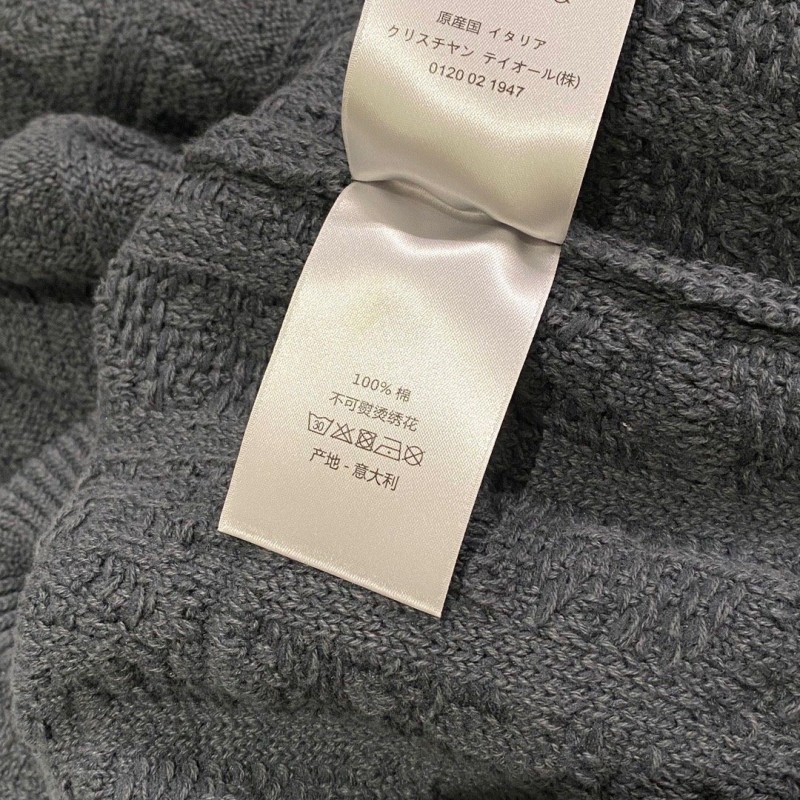 原産国 イタリア
クリスチャン ディオール(株)
0120 02 1947
100% 棉
不可熨烫绣花
30
产地 - 意大利